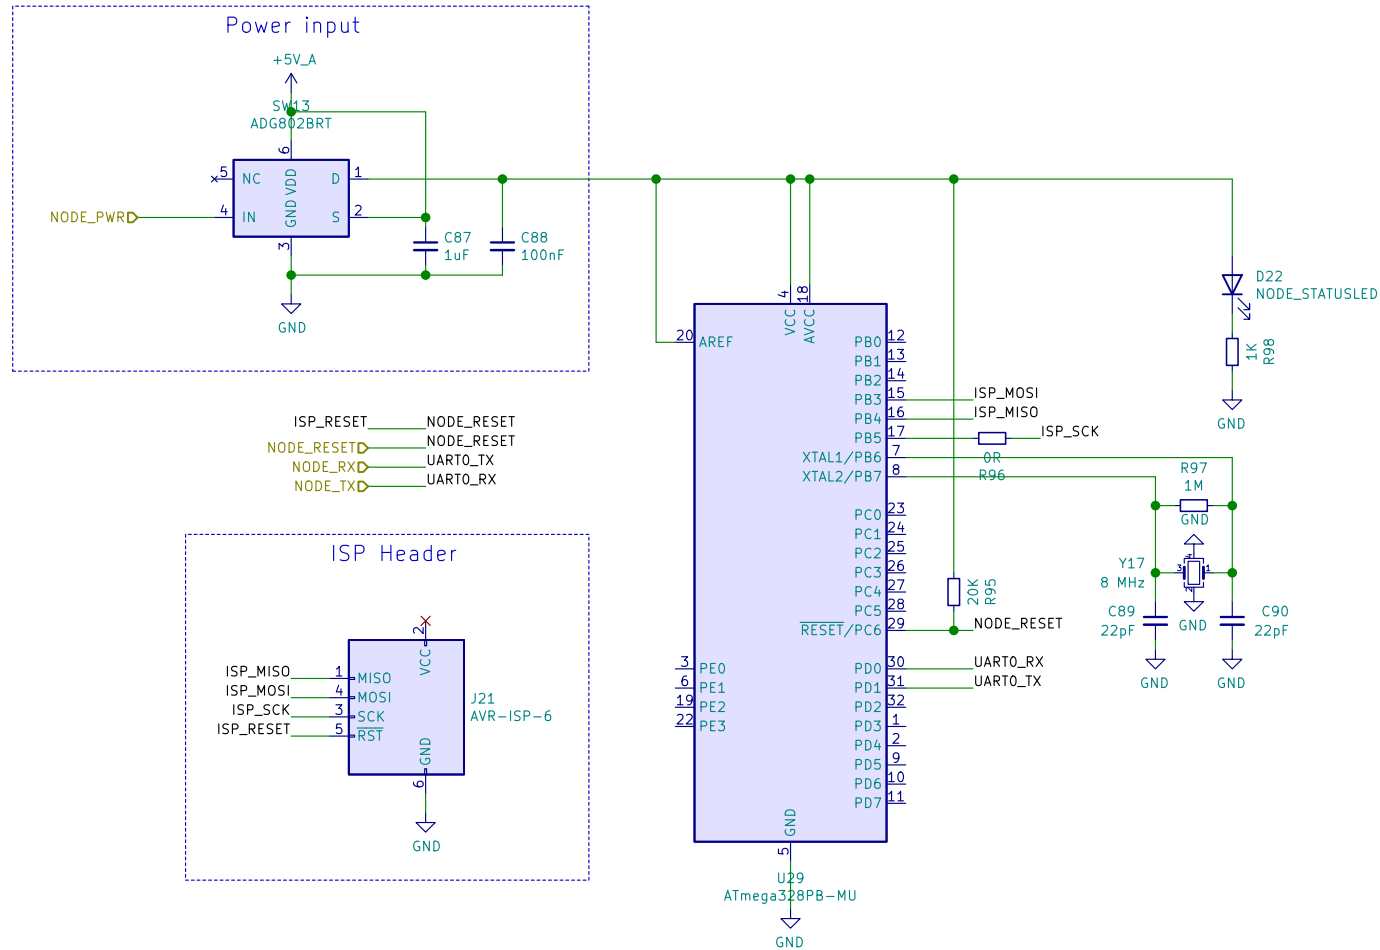 Power input
+5V_A
SW13
ADG802BRT
6
5 NC VDD D 1
NODE_PWR 4 IN GND S 2
3
C87
1uF
C88
100nF
GND
ISP_RESET NODE_RESET
NODE_RESET NODE_RESET
NODE_RX UART0_TX
NODE_TX UART0_RX
ISP Header
2
VCC
ISP_MISO 1 MISO
ISP_MOSI 4 MOSI
ISP_SCK 3 SCK
ISP_RESET 5 RST
GND
6
J21
AVR-ISP-6
GND
4 18
VCC AVCC
20 AREF
3 PE0
6 PE1
19 PE2
22 PE3
PB0 12
PB1 13
PB2 14
PB3 15 ISP_MOSI
PB4 16 ISP_MISO
PB5 17 ISP_SCK
XTAL1/PB6 7
XTAL2/PB7 8
0R
R96
PC0 23
PC1 24
PC2 25
PC3 26
PC4 27
PC5 28
RESET/PC6 29 NODE_RESET
20K
R95
PD0 30 UART0_RX
PD1 31 UART0_TX
PD2 32
PD3 1
PD4 2
PD5 9
PD6 10
PD7 11
GND
5
U29
ATmega328PB-MU
GND
D22
NODE_STATUSLED
1K
R98
GND
R97
1M
GND
Y17
8 MHz
4
3
1
2
GND
C89
22pF
GND
C90
22pF
GND